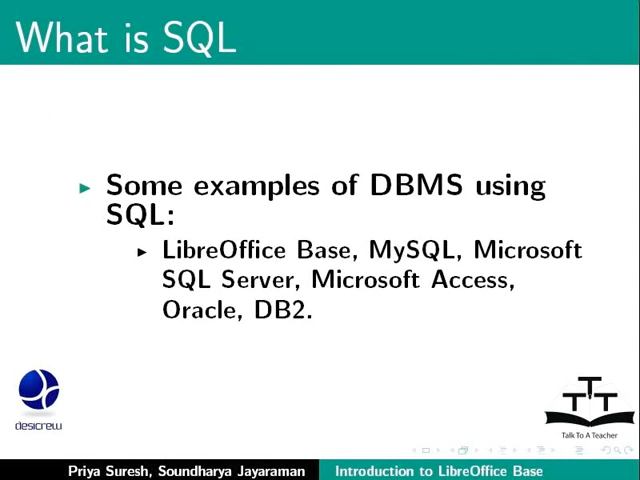 What is SQL
Some examples of DBMS using
SQL:
LibreOffice Base, MySQL, Microsoft
SQL Server, Microsoft Access,
Oracle, DB2.
desicrew
T T T
Talk To A Teacher
Priya Suresh, Soundharya Jayaraman
Introduction to LibreOffice Base